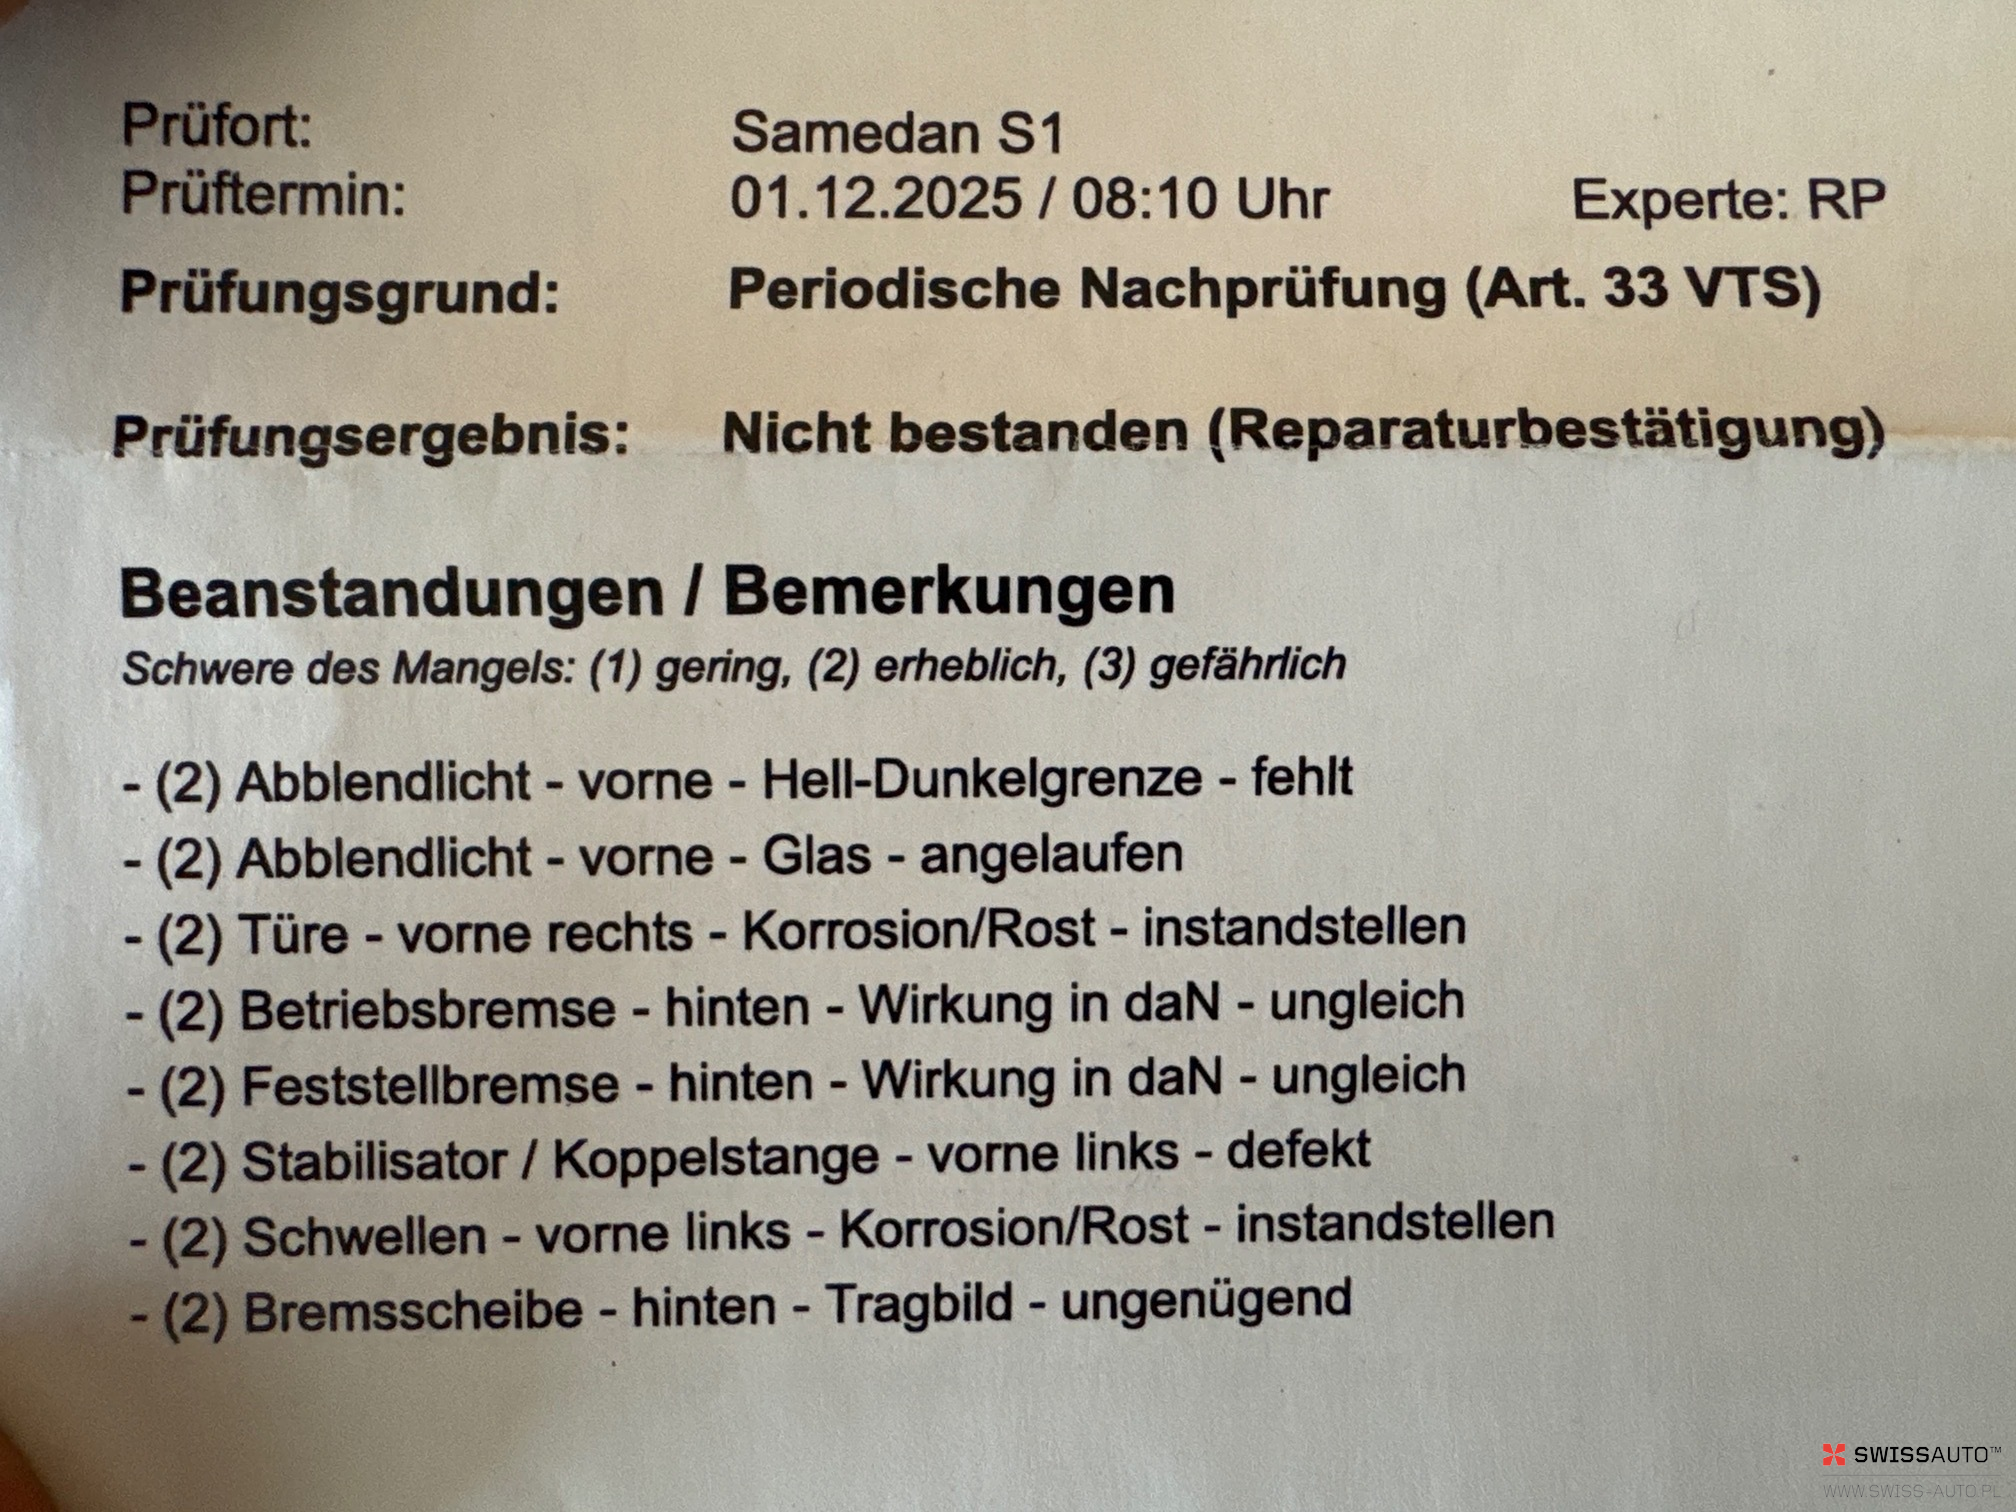 Prüfort: Samedan S1
Prüftermin: 01.12.2025 / 08:10 Uhr Experte: RP
Prüfungsgrund: Periodische Nachprüfung (Art. 33 VTS)
Prüfungsergebnis: Nicht bestanden (Reparaturbestätigung)
Beanstandungen / Bemerkungen
Schwere des Mangels: (1) gering, (2) erheblich, (3) gefährlich
- (2) Abblendlicht - vorne - Hell-Dunkelgrenze - fehlt
- (2) Abblendlicht - vorne - Glas - angelaufen
- (2) Türe - vorne rechts - Korrosion/Rost - instandstellen
- (2) Betriebsbremse - hinten - Wirkung in daN - ungleich
- (2) Feststellbremse - hinten - Wirkung in daN - ungleich
- (2) Stabilisator / Koppelstange - vorne links - defekt
- (2) Schwellen - vorne links - Korrosion/Rost - instandstellen
- (2) Bremsscheibe - hinten - Tragbild - ungenügend
SWISSAUTO™
WWW.SWISS-AUTO.PL